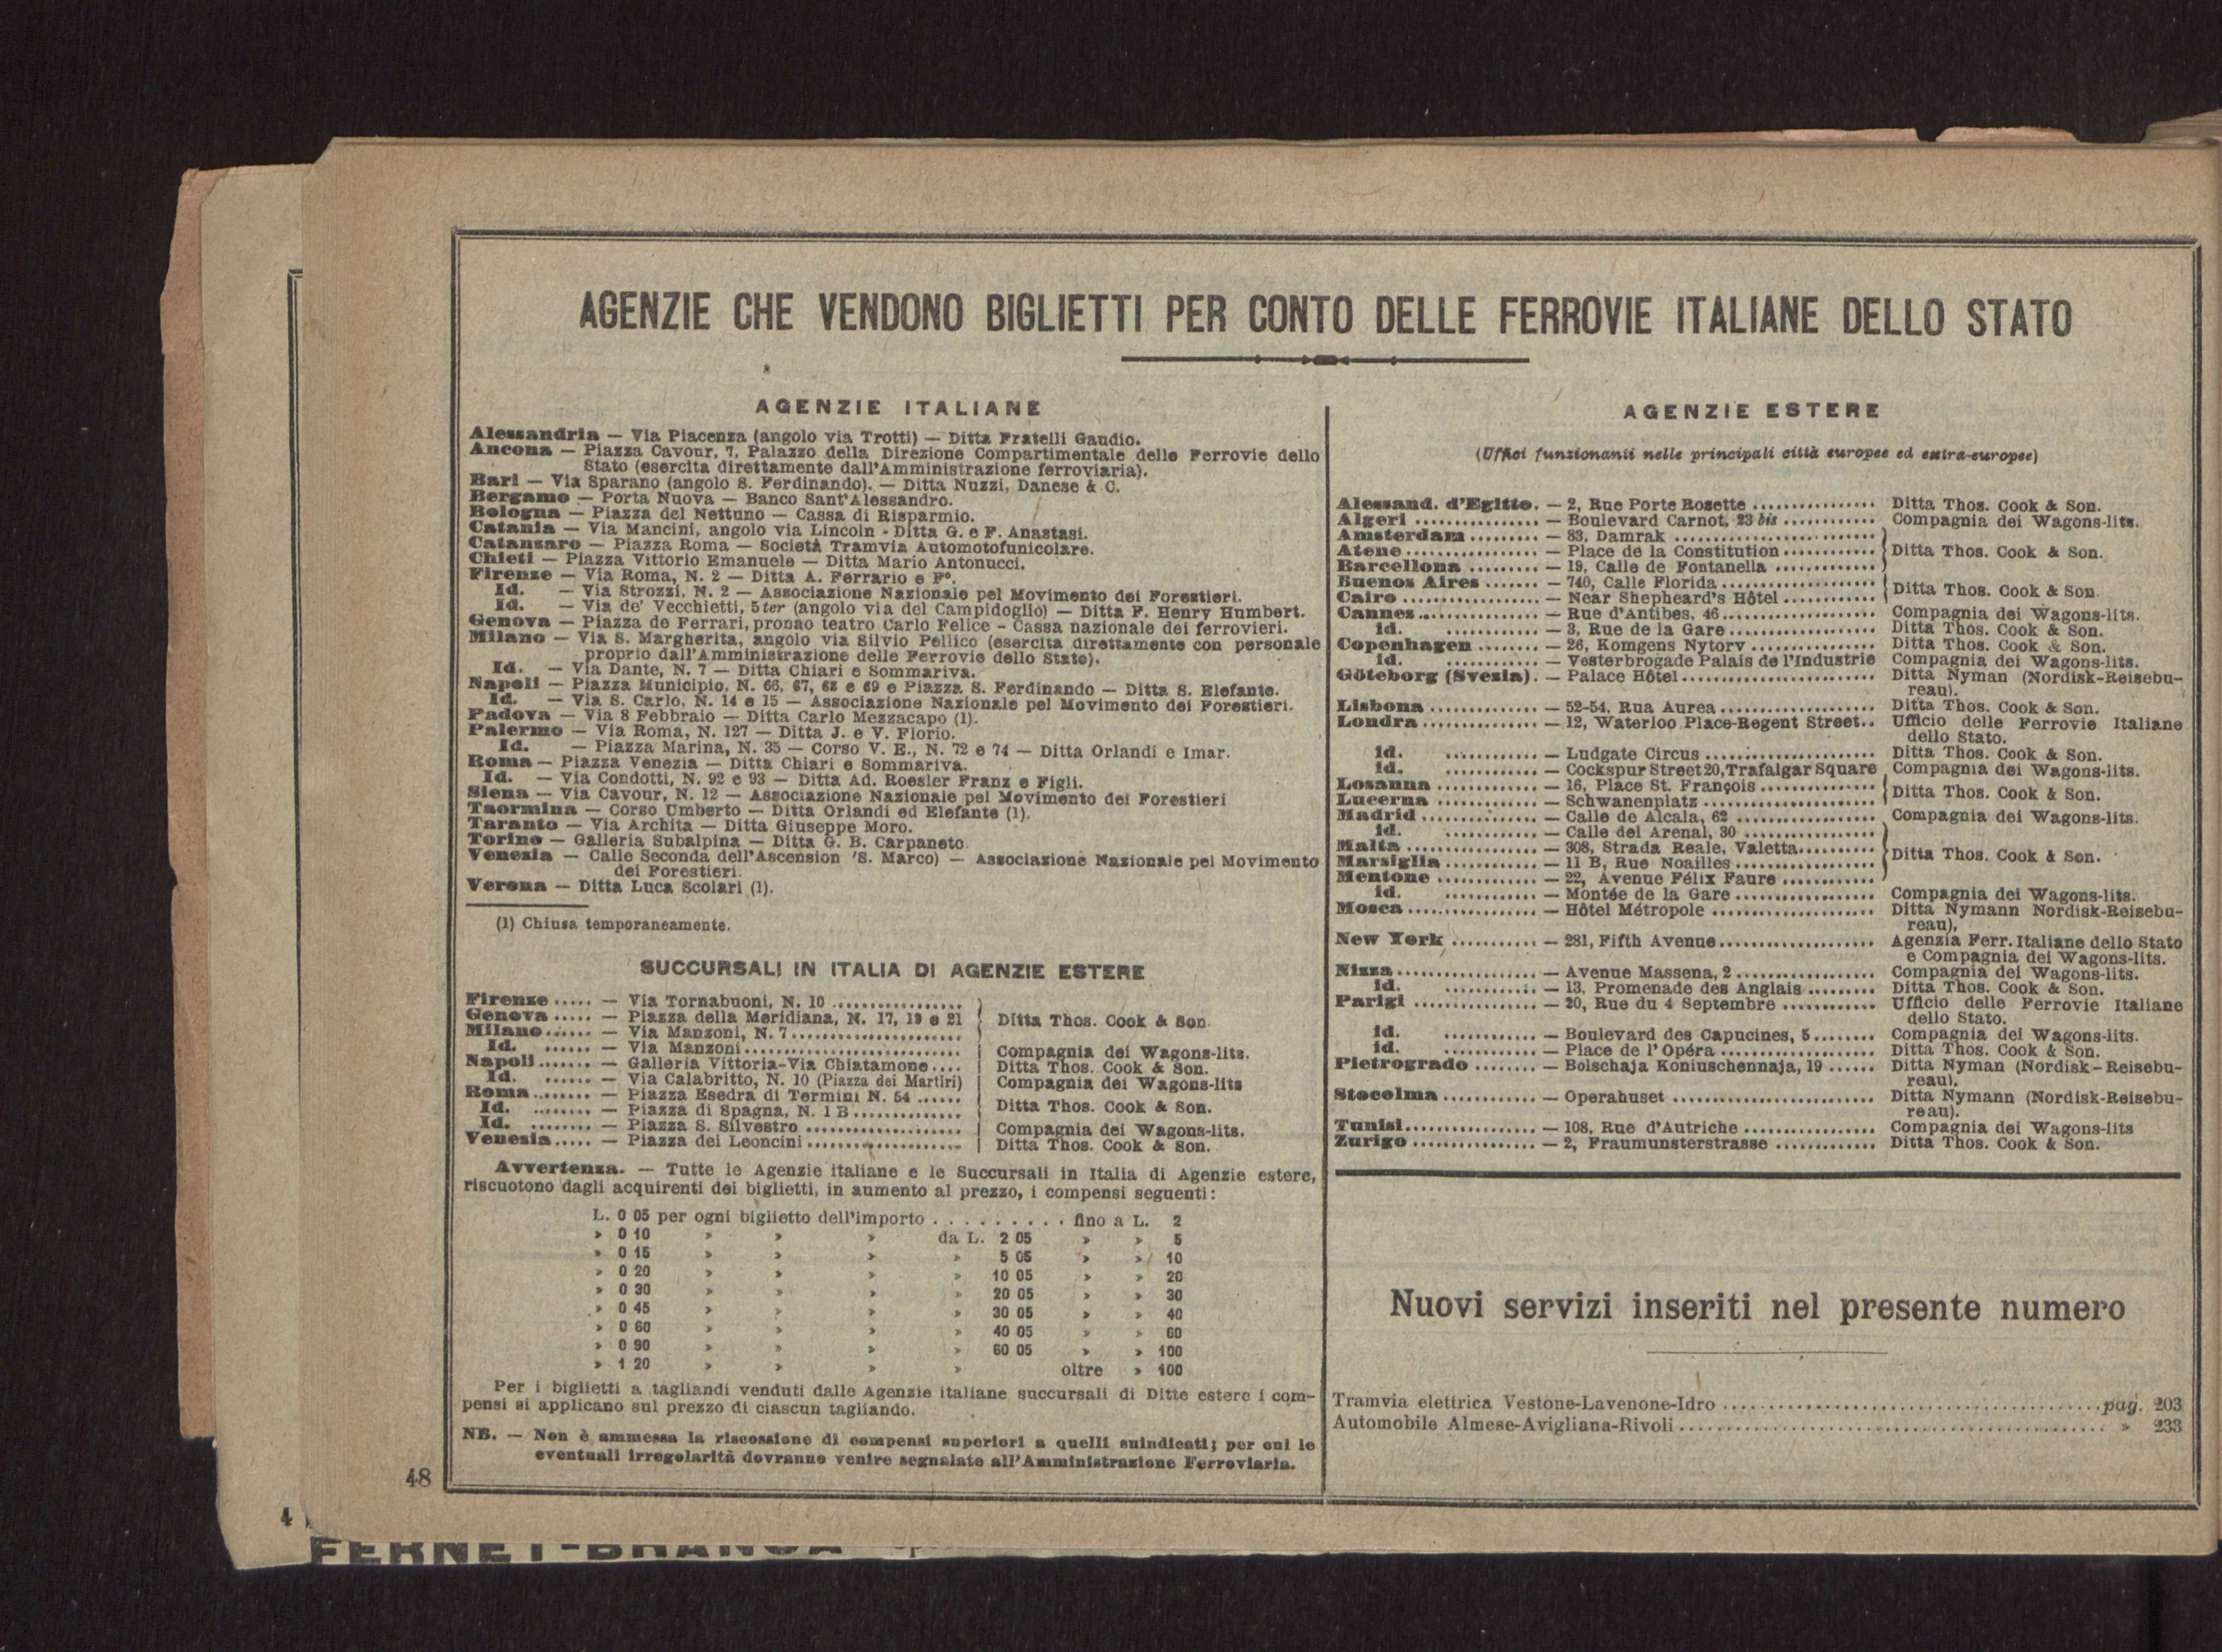 AGENZIE CHE VENDONO BIGLIETTI PER CONTO DELLE FERROVIE ITALIANE DELLO STATO
AGENZIE ITALIANE
Alessandria — Via Piacenza (angolo via Trotti) — Ditta Fratelli Gaudio.
Ancona — Piazza Cavour, 7, Palazzo della Direzione Compartimentale delle Ferrovie dello
Stato (esercita direttamente dall'Amministrazione ferroviaria).
Bari — Via Sparano (angolo S. Ferdinando). — Ditta Nuzzi, Danese & C.
Bergamo — Porta Nuova — Banco Sant'Alessandro.
Bologna — Piazza del Nettuno — Cassa di Risparmio.
Catania — Via Mancini, angolo via Lincoln - Ditta G. e F. Anastasi.
Catanzaro — Piazza Roma — Società Tramvia Automotofunicolare.
Chieti — Piazza Vittorio Emanuele — Ditta Mario Antonucci.
Firenze — Via Roma, N. 2 — Ditta A. Ferrario e Fº.
Id. — Via Strozzi, N. 2 — Associazione Nazionale pel Movimento dei Forestieri.
Id. — Via de' Vecchietti, 5 ter (angolo via del Campidoglio) — Ditta F. Henry Humbert.
Genova — Piazza de Ferrari, pronao teatro Carlo Felice - Cassa nazionale dei ferrovieri.
Milano — Via S. Margherita, angolo via Silvio Pellico (esercita direttamente con personale
proprio dall'Amministrazione delle Ferrovie dello Stato).
Id. — Via Dante, N. 7 — Ditta Chiari e Sommariva.
Napoli — Piazza Municipio, N. 66, 67, 68 e 69 e Piazza S. Ferdinando — Ditta S. Elefante.
Id. — Via S. Carlo, N. 14 e 15 — Associazione Nazionale pel Movimento dei Forestieri.
Padova — Via 8 Febbraio — Ditta Carlo Mezzacapo (1).
Palermo — Via Roma, N. 127 — Ditta J. e V. Florio.
Id. — Piazza Marina, N. 35 — Corso V. E., N. 72 e 74 — Ditta Orlandi e Imar.
Roma — Piazza Venezia — Ditta Chiari e Sommariva.
Id. — Via Condotti, N. 92 e 93 — Ditta Ad. Roesler Franz e Figli.
Siena — Via Cavour, N. 12 — Associazione Nazionale pel Movimento dei Forestieri
Taormina — Corso Umberto — Ditta Orlandi ed Elefante (1).
Taranto — Via Archita — Ditta Giuseppe Moro.
Torino — Galleria Subalpina — Ditta G. B. Carpaneto.
Venezia — Calle Seconda dell'Ascension (S. Marco) — Associazione Nazionale pel Movimento
dei Forestieri.
Verona — Ditta Luca Scolari (1).
(1) Chiusa temporaneamente.
SUCCURSALI IN ITALIA DI AGENZIE ESTERE
Firenze ..... — Via Tornabuoni, N. 10 .................
Genova ..... — Piazza della Meridiana, N. 17, 19 e 21 Ditta Thos. Cook & Son.
Milano ...... — Via Manzoni, N. 7 .....................
Id. ...... — Via Manzoni ........................... Compagnia dei Wagons-lits.
Napoli ....... — Galleria Vittoria-Via Chiatamone .... Ditta Thos. Cook & Son.
Id. ...... — Via Calabritto, N. 10 (Piazza dei Martiri) Compagnia dei Wagons-lits
Roma ........ — Piazza Esedra di Termini N. 54 ......
Id. ........ — Piazza di Spagna, N. 1 B .............. Ditta Thos. Cook & Son.
Id. ........ — Piazza S. Silvestro ................... Compagnia dei Wagons-lits.
Venezia ..... — Piazza dei Leoncini ................... Ditta Thos. Cook & Son.
Avvertenza. — Tutte le Agenzie italiane e le Succursali in Italia di Agenzie estere,
riscuotono dagli acquirenti dei biglietti, in aumento al prezzo, i compensi seguenti:
L. 0 05 per ogni biglietto dell'importo . . . . . . . . . fino a L. 2
» 0 10 » » » da L. 2 05 » » 5
» 0 15 » » » » 5 05 » » 10
» 0 20 » » » » 10 05 » » 20
» 0 30 » » » » 20 05 » » 30
» 0 45 » » » » 30 05 » » 40
» 0 60 » » » » 40 05 » » 60
» 0 90 » » » » 60 05 » » 100
» 1 20 » » » » oltre » 100
Per i biglietti a tagliandi venduti dalle Agenzie italiane succursali di Ditte estere i com-
pensi si applicano sul prezzo di ciascun tagliando.
NB. — Non è ammessa la riscossione di compensi superiori a quelli suindicati; per cui le
eventuali irregolarità dovranno venire segnalate all'Amministrazione Ferroviaria.
AGENZIE ESTERE
(Uffici funzionanti nelle principali città europee ed extra-europee)
Alessand. d'Egitto. — 2, Rue Porte Rosette ............... Ditta Thos. Cook & Son.
Algeri ............... — Boulevard Carnot, 23 bis ........... Compagnia dei Wagons-lits.
Amsterdam ......... — 83, Damrak .........................
Atene ................. — Place de la Constitution ............ Ditta Thos. Cook & Son.
Barcellona ......... — 19, Calle de Fontanella .............
Buenos Aires ....... — 740, Calle Florida ....................
Cairo .................. — Near Shepheard's Hôtel ............ Ditta Thos. Cook & Son.
Cannes ............... — Rue d'Antibes, 46 ................... Compagnia dei Wagons-lits.
id. ............ — 3, Rue de la Gare .................. Ditta Thos. Cook & Son.
Copenhagen ........ — 26, Komgens Nytorv ............... Ditta Thos. Cook & Son.
id. ............ — Vesterbrogade Palais de l'Industrie Compagnia dei Wagons-lits.
Göteborg (Svezia). — Palace Hôtel ........................ Ditta Nyman (Nordisk-Reisebu-
reau).
Lisbona ............. — 52-54, Rua Aurea .................. Ditta Thos. Cook & Son.
Londra ............... — 12, Waterloo Place-Regent Street.. Ufficio delle Ferrovie Italiane
dello Stato.
id. ............ — Ludgate Circus ..................... Ditta Thos. Cook & Son.
id. ............ — Cockspur Street 20, Trafalgar Square Compagnia dei Wagons-lits.
Losanna ............ — 16, Place St. François ..............
Lucerna ............ — Schwanenplatz ..................... Ditta Thos. Cook & Son.
Madrid ............... — Calle de Alcala, 62 ................. Compagnia dei Wagons-lits.
id. ............ — Calle del Arenal, 30 ................
Malta ................ — 308, Strada Reale, Valetta..........
Marsiglia ........... — 11 B, Rue Noailles .................. Ditta Thos. Cook & Son.
Mentone ............ — 22, Avenue Félix Faure ............
id. ............ — Montée de la Gare ................. Compagnia dei Wagons-lits.
Mosca ................ — Hôtel Métropole .................... Ditta Nymann Nordisk-Reisebu-
reau).
New York ........... — 281, Fifth Avenue ................... Agenzia Ferr. Italiane dello Stato
e Compagnia dei Wagons-lits.
Nizza ................. — Avenue Massena, 2 ................. Compagnia dei Wagons-lits.
id. ............ — 13, Promenade des Anglais ......... Ditta Thos. Cook & Son.
Parigi ............... — 20, Rue du 4 Septembre ............ Ufficio delle Ferrovie Italiane
dello Stato.
id. ............ — Boulevard des Capucines, 5 ........ Compagnia dei Wagons-lits.
id. ............ — Place de l'Opéra .................... Ditta Thos. Cook & Son.
Pietrogrado ........ — Bolschaja Koniuschennaja, 19 ...... Ditta Nyman (Nordisk-Reisebu-
reau).
Stocolma ............ — Operahuset ......................... Ditta Nymann (Nordisk-Reisebu-
reau).
Tunisi ................ — 108, Rue d'Autriche ................ Compagnia dei Wagons-lits
Zurigo ............... — 2, Fraumunsterstrasse ............. Ditta Thos. Cook & Son.
Nuovi servizi inseriti nel presente numero
Tramvia elettrica Vestone-Lavenone-Idro ..................................... pag. 203
Automobile Almese-Avigliana-Rivoli ........................................... » 233
48
4
FERNET-BRANCA